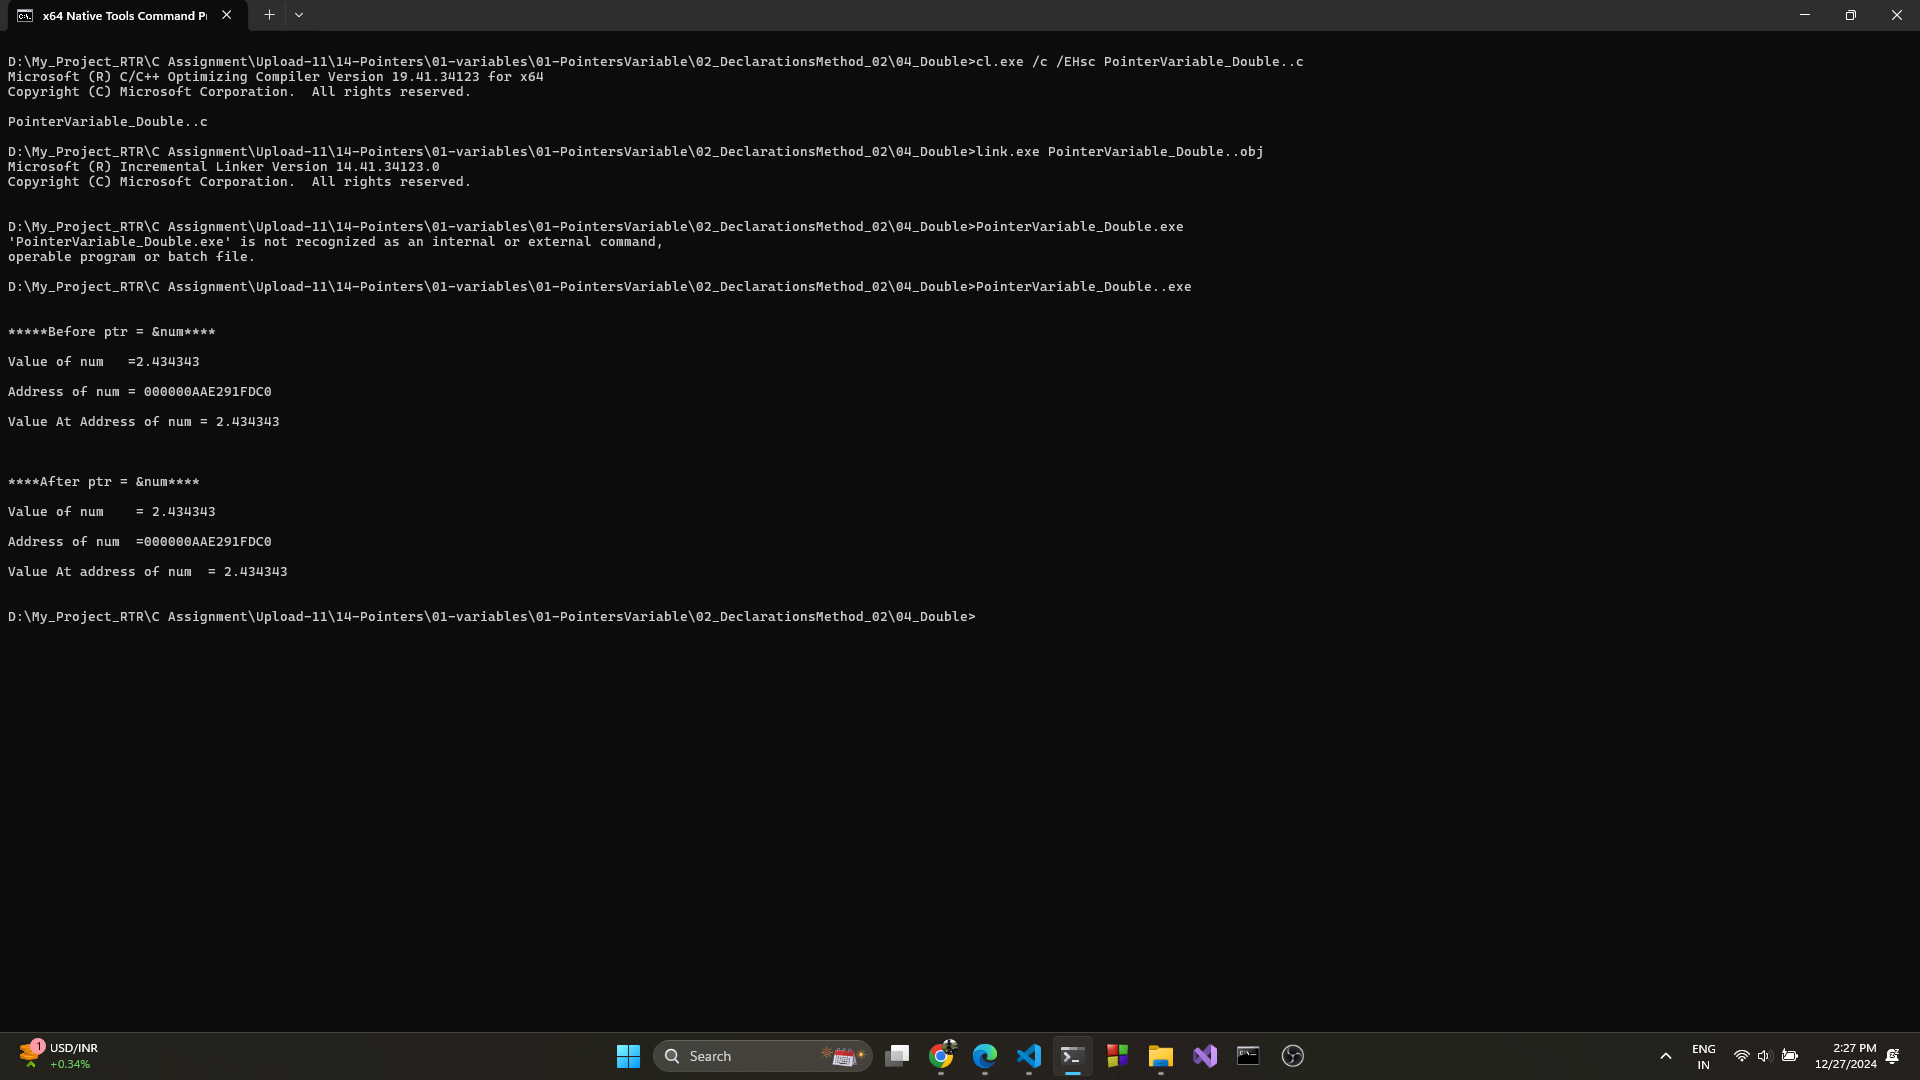 x64 Native Tools Command P
D:\My_Project_RTR\C Assignment\Upload-11\14-Pointers\01-variables\01-PointersVariable\02_DeclarationsMethod_02\04_Double>cl.exe /c /EHsc PointerVariable_Double..c
Microsoft (R) C/C++ Optimizing Compiler Version 19.41.34123 for x64
Copyright (C) Microsoft Corporation.  All rights reserved.
PointerVariable_Double..c
D:\My_Project_RTR\C Assignment\Upload-11\14-Pointers\01-variables\01-PointersVariable\02_DeclarationsMethod_02\04_Double>link.exe PointerVariable_Double..obj
Microsoft (R) Incremental Linker Version 14.41.34123.0
Copyright (C) Microsoft Corporation.  All rights reserved.
D:\My_Project_RTR\C Assignment\Upload-11\14-Pointers\01-variables\01-PointersVariable\02_DeclarationsMethod_02\04_Double>PointerVariable_Double.exe
'PointerVariable_Double.exe' is not recognized as an internal or external command,
operable program or batch file.
D:\My_Project_RTR\C Assignment\Upload-11\14-Pointers\01-variables\01-PointersVariable\02_DeclarationsMethod_02\04_Double>PointerVariable_Double..exe
*****Before ptr = &num****
Value of num   =2.434343
Address of num = 000000AAE291FDC0
Value At Address of num = 2.434343
****After ptr = &num****
Value of num    = 2.434343
Address of num  =000000AAE291FDC0
Value At address of num  = 2.434343
D:\My_Project_RTR\C Assignment\Upload-11\14-Pointers\01-variables\01-PointersVariable\02_DeclarationsMethod_02\04_Double>
1
USD/INR
+0.34%
Search
ENG
IN
2:27 PM
12/27/2024